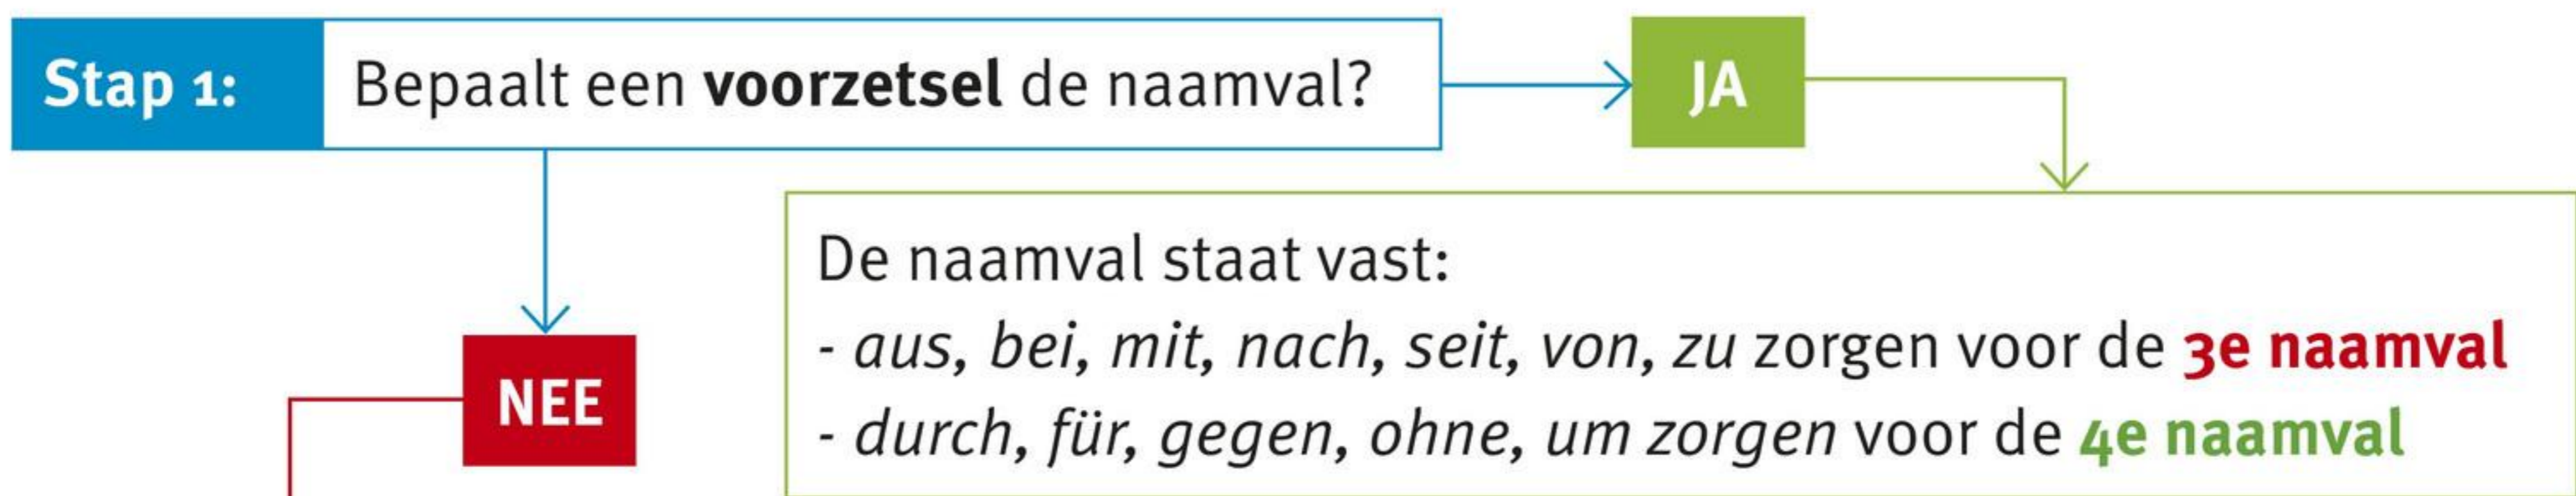 Stap 1: Bepaalt een voorzetsel de naamval?
JA
De naamval staat vast:
- aus, bei, mit, nach, seit, von, zu zorgen voor de 3e naamval
NEE
- durch, für, gegen, ohne, um zorgen voor de 4e naamval